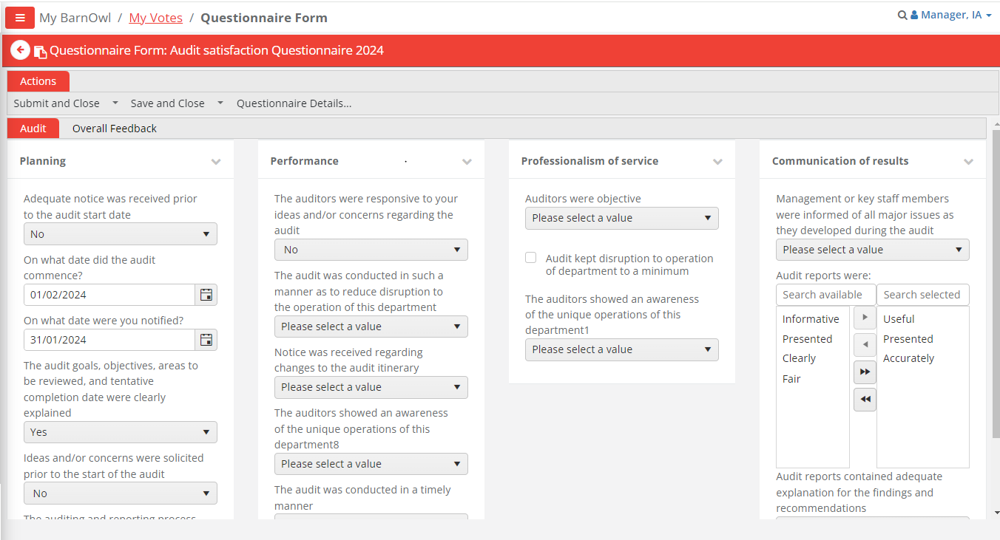 My BarnOwl / My Votes / Questionnaire Form
Manager, IA
Questionnaire Form: Audit satisfaction Questionnaire 2024
Actions
Submit and Close
Save and Close
Questionnaire Details...
Audit
Overall Feedback
Planning
Adequate notice was received prior
to the audit start date
No
On what date did the audit
commence?
01/02/2024
On what date were you notified?
31/01/2024
The audit goals, objectives, areas to
be reviewed, and tentative
completion date were clearly
explained
Yes
Ideas and/or concerns were solicited
prior to the start of the audit
No
The auditing and reporting process
Performance
The auditors were responsive to your
ideas and/or concerns regarding the
audit
No
The audit was conducted in such a
manner as to reduce disruption to
the operation of this department
Please select a value
Notice was received regarding
changes to the audit itinerary
Please select a value
The auditors showed an awareness
of the unique operations of this
department8
Please select a value
The audit was conducted in a timely
manner
Professionalism of service
Auditors were objective
Please select a value
Audit kept disruption to operation
of department to a minimum
The auditors showed an awareness
of the unique operations of this
department1
Please select a value
Communication of results
Management or key staff members
were informed of all major issues as
they developed during the audit
Please select a value
Audit reports were:
Search available
Informative
Presented
Clearly
Fair
Search selected
Useful
Presented
Accurately
Audit reports contained adequate
explanation for the findings and
recommendations